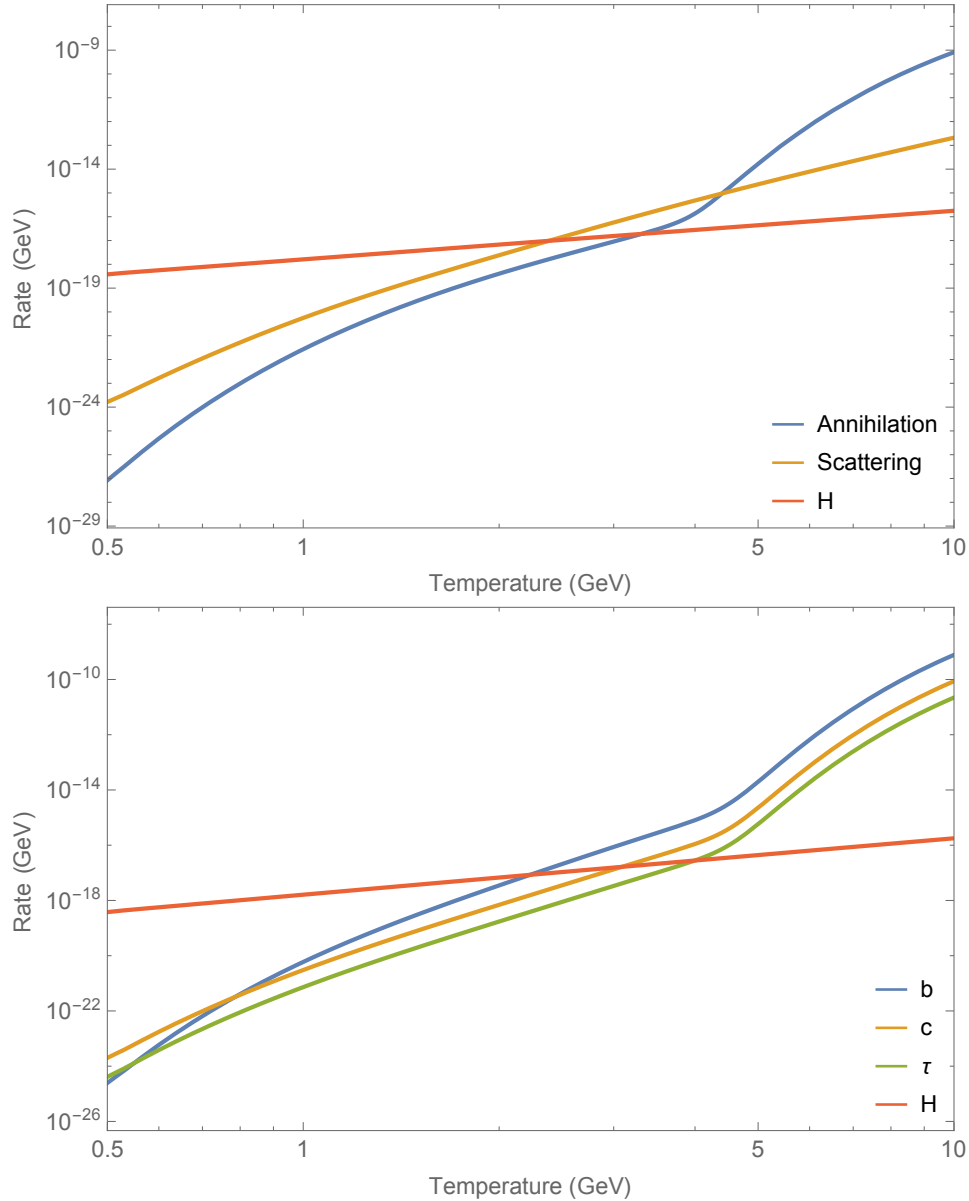 10⁻⁹
10⁻¹⁴
10⁻¹⁹
10⁻²⁴
10⁻²⁹
Rate (GeV)
Annihilation
Scattering
H
0.5 1 5 10
Temperature (GeV)
10⁻¹⁰
10⁻¹⁴
10⁻¹⁸
10⁻²²
10⁻²⁶
Rate (GeV)
b
c
τ
H
0.5 1 5 10
Temperature (GeV)